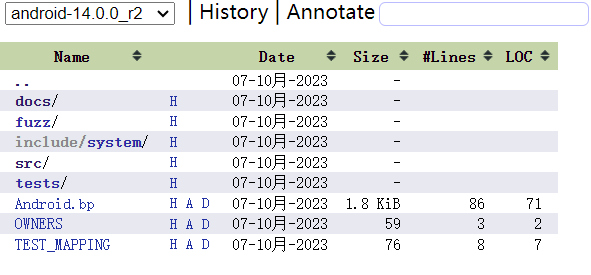 android-14.0.0_r2 | History | Annotate
Name Date Size #Lines LOC
.. 07-10月-2023 -
docs/ H 07-10月-2023 -
fuzz/ H 07-10月-2023 -
include/system/ H 07-10月-2023 -
src/ H 07-10月-2023 -
tests/ H 07-10月-2023 -
Android.bp H A D 07-10月-2023 1.8 KiB 86 71
OWNERS H A D 07-10月-2023 59 3 2
TEST_MAPPING H A D 07-10月-2023 76 8 7